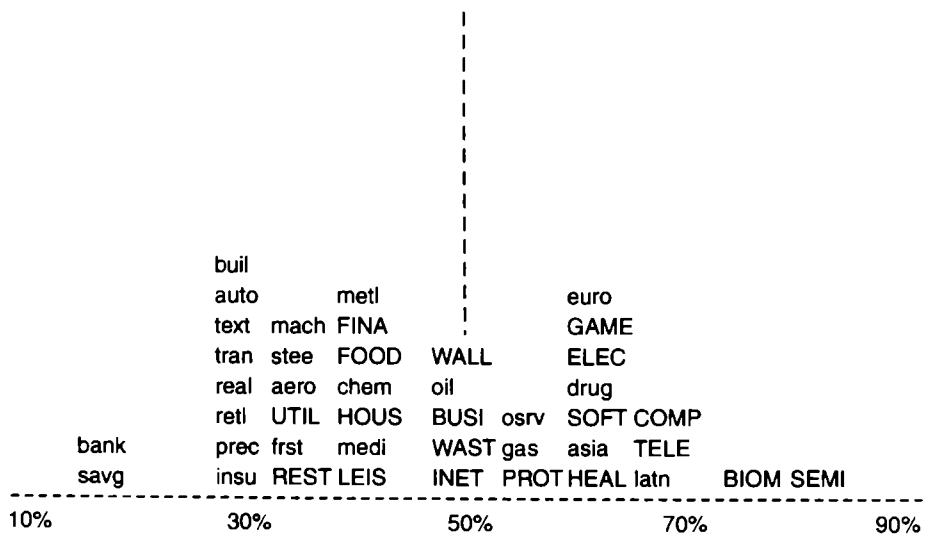 buil
auto metl euro
text mach FINA GAME
tran stee FOOD WALL ELEC
real aero chem oil drug
retl UTIL HOUS BUSI osrv SOFT COMP
bank prec frst medi WAST gas asia TELE
savg insu REST LEIS INET PROT HEAL latn BIOM SEMI
10% 30% 50% 70% 90%